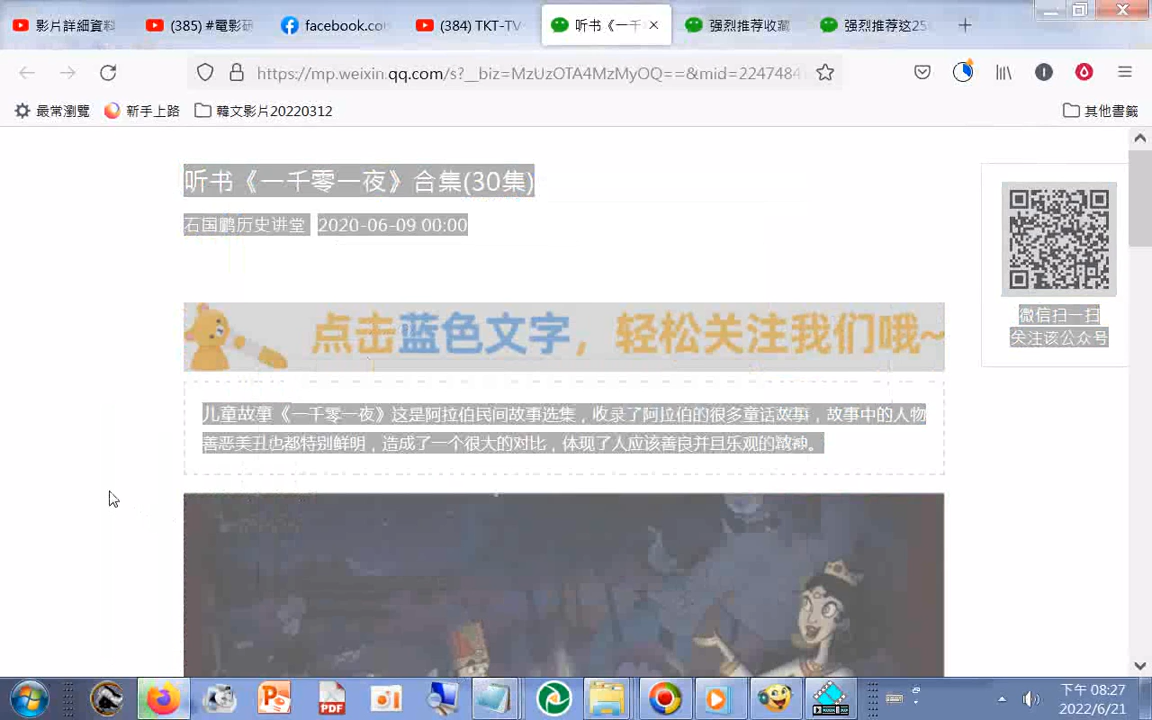 影片詳細資料
(385) #電影研
facebook.co
(384) TKT-TV
听书《一千
强烈推荐收藏
强烈推荐这25
https://mp.weixin.qq.com/s?__biz=MzUzOTA4MzMyOQ==&mid=2247484
最常瀏覽
新手上路
韓文影片20220312
其他書籤
听书《一千零一夜》合集(30集)
石国鹏历史讲堂 2020-06-09 00:00
点击蓝色文字，轻松关注我们哦~
微信扫一扫
关注该公众号
儿童故事《一千零一夜》这是阿拉伯民间故事选集，收录了阿拉伯的很多童话故事，故事中的人物
善恶美丑也都特别鲜明，造成了一个很大的对比，体现了人应该善良并且乐观的精神。
PDF
下午 08:27
2022/6/21